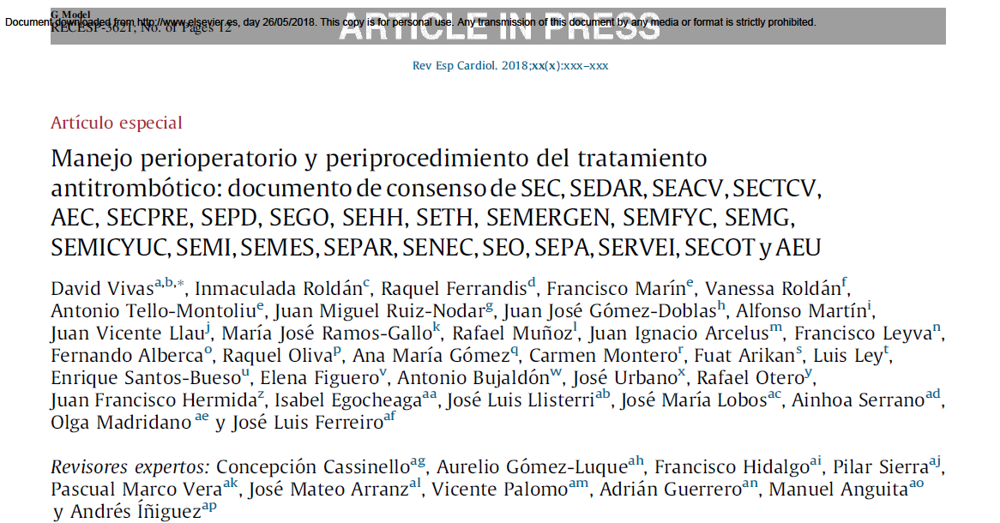 G Model
Document downloaded from http://www.elsevier.es, day 26/05/2018. This copy is for personal use. Any transmission of this document by any media or format is strictly prohibited.
RECESP-3621; No. of Pages 12
ARTICLE IN PRESS
Rev Esp Cardiol. 2018;xx(x):xxx–xxx
Artículo especial
Manejo perioperatorio y periprocedimiento del tratamiento
antitrombótico: documento de consenso de SEC, SEDAR, SEACV, SECTCV,
AEC, SECPRE, SEPD, SEGO, SEHH, SETH, SEMERGEN, SEMFYC, SEMG,
SEMICYUC, SEMI, SEMES, SEPAR, SENEC, SEO, SEPA, SERVEI, SECOT y AEU
David Vivas a,b,*, Inmaculada Roldán c, Raquel Ferrandis d, Francisco Marín e, Vanessa Roldán f,
Antonio Tello-Montoliu e, Juan Miguel Ruiz-Nodar g, Juan José Gómez-Doblas h, Alfonso Martín i,
Juan Vicente Llau j, María José Ramos-Gallo k, Rafael Muñoz l, Juan Ignacio Arcelus m, Francisco Leyva n,
Fernando Alberca o, Raquel Oliva p, Ana María Gómez q, Carmen Montero r, Fuat Arikan s, Luis Ley t,
Enrique Santos-Bueso u, Elena Figuero v, Antonio Bujaldón w, José Urbano x, Rafael Otero y,
Juan Francisco Hermida z, Isabel Egocheaga aa, José Luis Llisterri ab, José María Lobos ac, Ainhoa Serrano ad,
Olga Madridano ae y José Luis Ferreiro af
Revisores expertos: Concepción Cassinello ag, Aurelio Gómez-Luque ah, Francisco Hidalgo ai, Pilar Sierra aj,
Pascual Marco Vera ak, José Mateo Arranz al, Vicente Palomo am, Adrián Guerrero an, Manuel Anguita ao
y Andrés Íñiguez ap